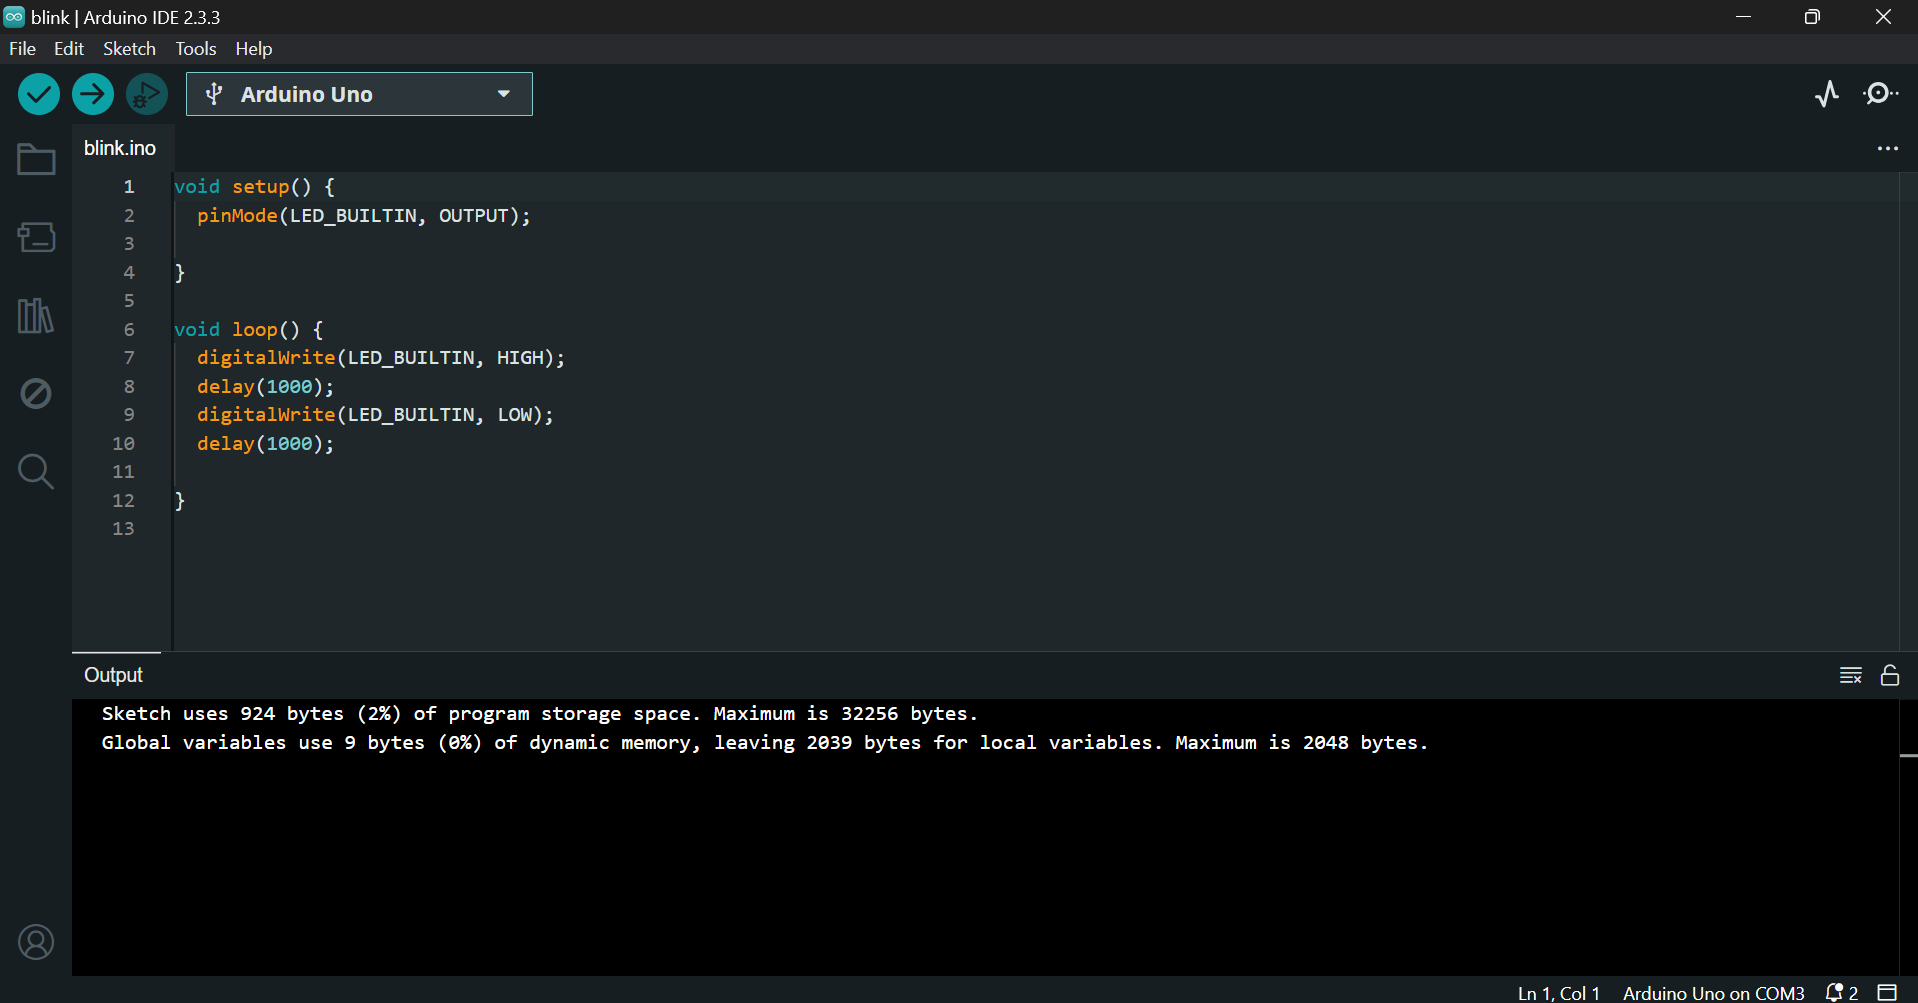 blink | Arduino IDE 2.3.3
File Edit Sketch Tools Help
Arduino Uno
blink.ino
1 void setup() {
2   pinMode(LED_BUILTIN, OUTPUT);
3
4 }
5
6 void loop() {
7   digitalWrite(LED_BUILTIN, HIGH);
8   delay(1000);
9   digitalWrite(LED_BUILTIN, LOW);
10   delay(1000);
11
12 }
13
Output
Sketch uses 924 bytes (2%) of program storage space. Maximum is 32256 bytes.
Global variables use 9 bytes (0%) of dynamic memory, leaving 2039 bytes for local variables. Maximum is 2048 bytes.
Ln 1, Col 1 Arduino Uno on COM3 2